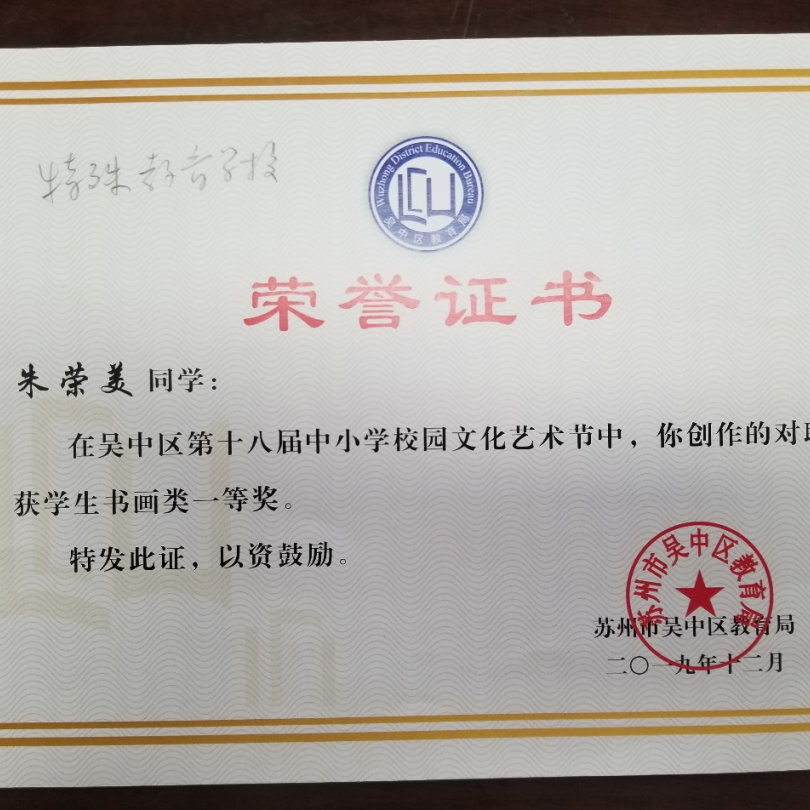 特殊教育学校
Wuzhong District Education Bureau
吴中区教育局
荣誉证书
朱荣美 同学：
在吴中区第十八届中小学校园文化艺术节中，你创作的对联
获学生书画类一等奖。
特发此证，以资鼓励。
苏州市吴中区教育局
苏州市吴中区教育局
二〇一九年十二月